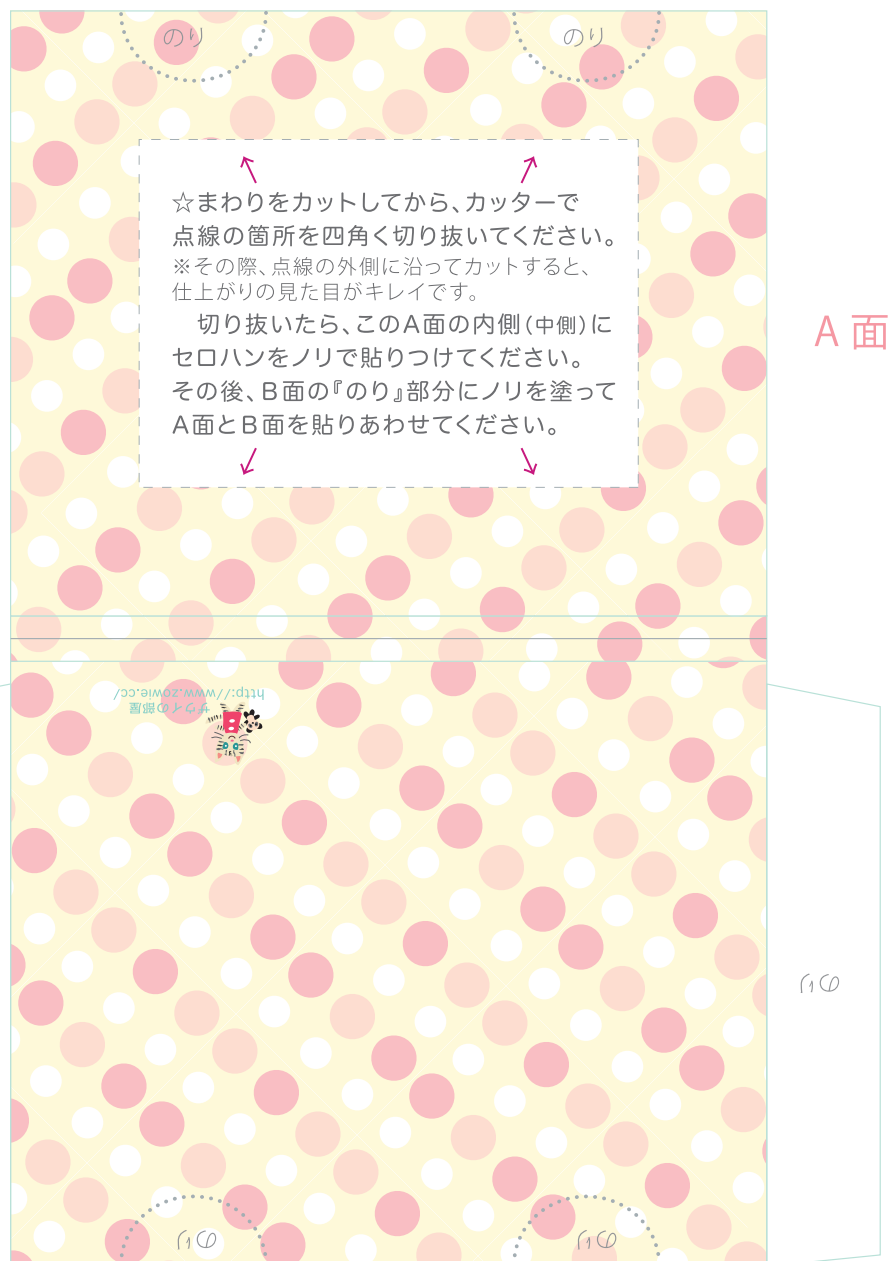 のり
のり
☆まわりをカットしてから、カッターで
点線の箇所を四角く切り抜いてください。
※その際、点線の外側に沿ってカットすると、
仕上がりの見た目がキレイです。
切り抜いたら、このA面の内側(中側)に
セロハンをノリで貼りつけてください。
その後、B面の『のり』部分にノリを塗って
A面とB面を貼りあわせてください。
A面
ザウイの部屋
http://www.zowie.cc/
のり
のり
のり